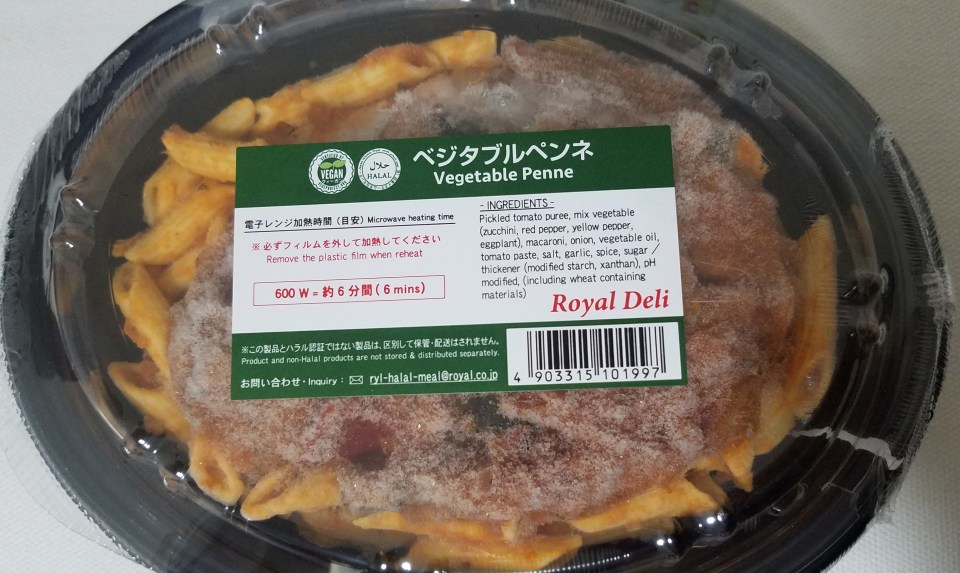 VEGAN
حلال
HALAL
ベジタブルペンネ
Vegetable Penne
電子レンジ加熱時間（目安）Microwave heating time
※必ずフィルムを外して加熱してください
Remove the plastic film when reheat
600 W = 約 6 分間 ( 6 mins)
- INGREDIENTS -
Pickled tomato puree, mix vegetable
(zucchini, red pepper, yellow pepper,
eggplant), macaroni, onion, vegetable oil,
tomato paste, salt, garlic, spice, sugar ／
thickener (modified starch, xanthan), pH
modified, (including wheat containing
materials)
Royal Deli
※この製品とハラル認証ではない製品は、区別して保管・配送はされません。
Product and non-Halal products are not stored & distributed separately.
お問い合わせ・Inquiry : ✉ ryl-halal-meal@royal.co.jp
4 903315 101997